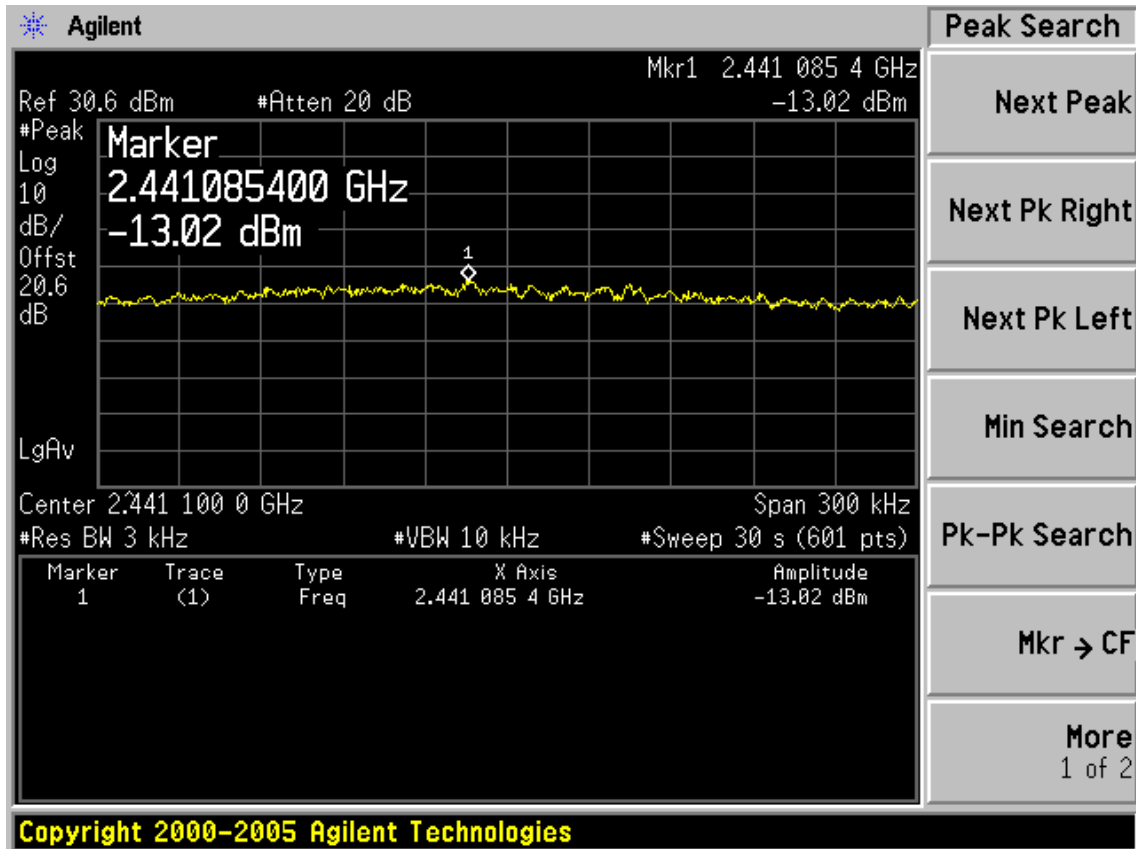 Agilent
Peak Search
Mkr1 2.441 085 4 GHz
Ref 30.6 dBm #Atten 20 dB -13.02 dBm
#Peak
Log
10
dB/
Offst
20.6
dB
Marker
2.441085400 GHz
-13.02 dBm
1
LgAv
Center 2.441 100 0 GHz Span 300 kHz
#Res BW 3 kHz #VBW 10 kHz #Sweep 30 s (601 pts)
Marker Trace Type X Axis Amplitude
1 (1) Freq 2.441 085 4 GHz -13.02 dBm
Next Peak
Next Pk Right
Next Pk Left
Min Search
Pk-Pk Search
Mkr → CF
More
1 of 2
Copyright 2000-2005 Agilent Technologies